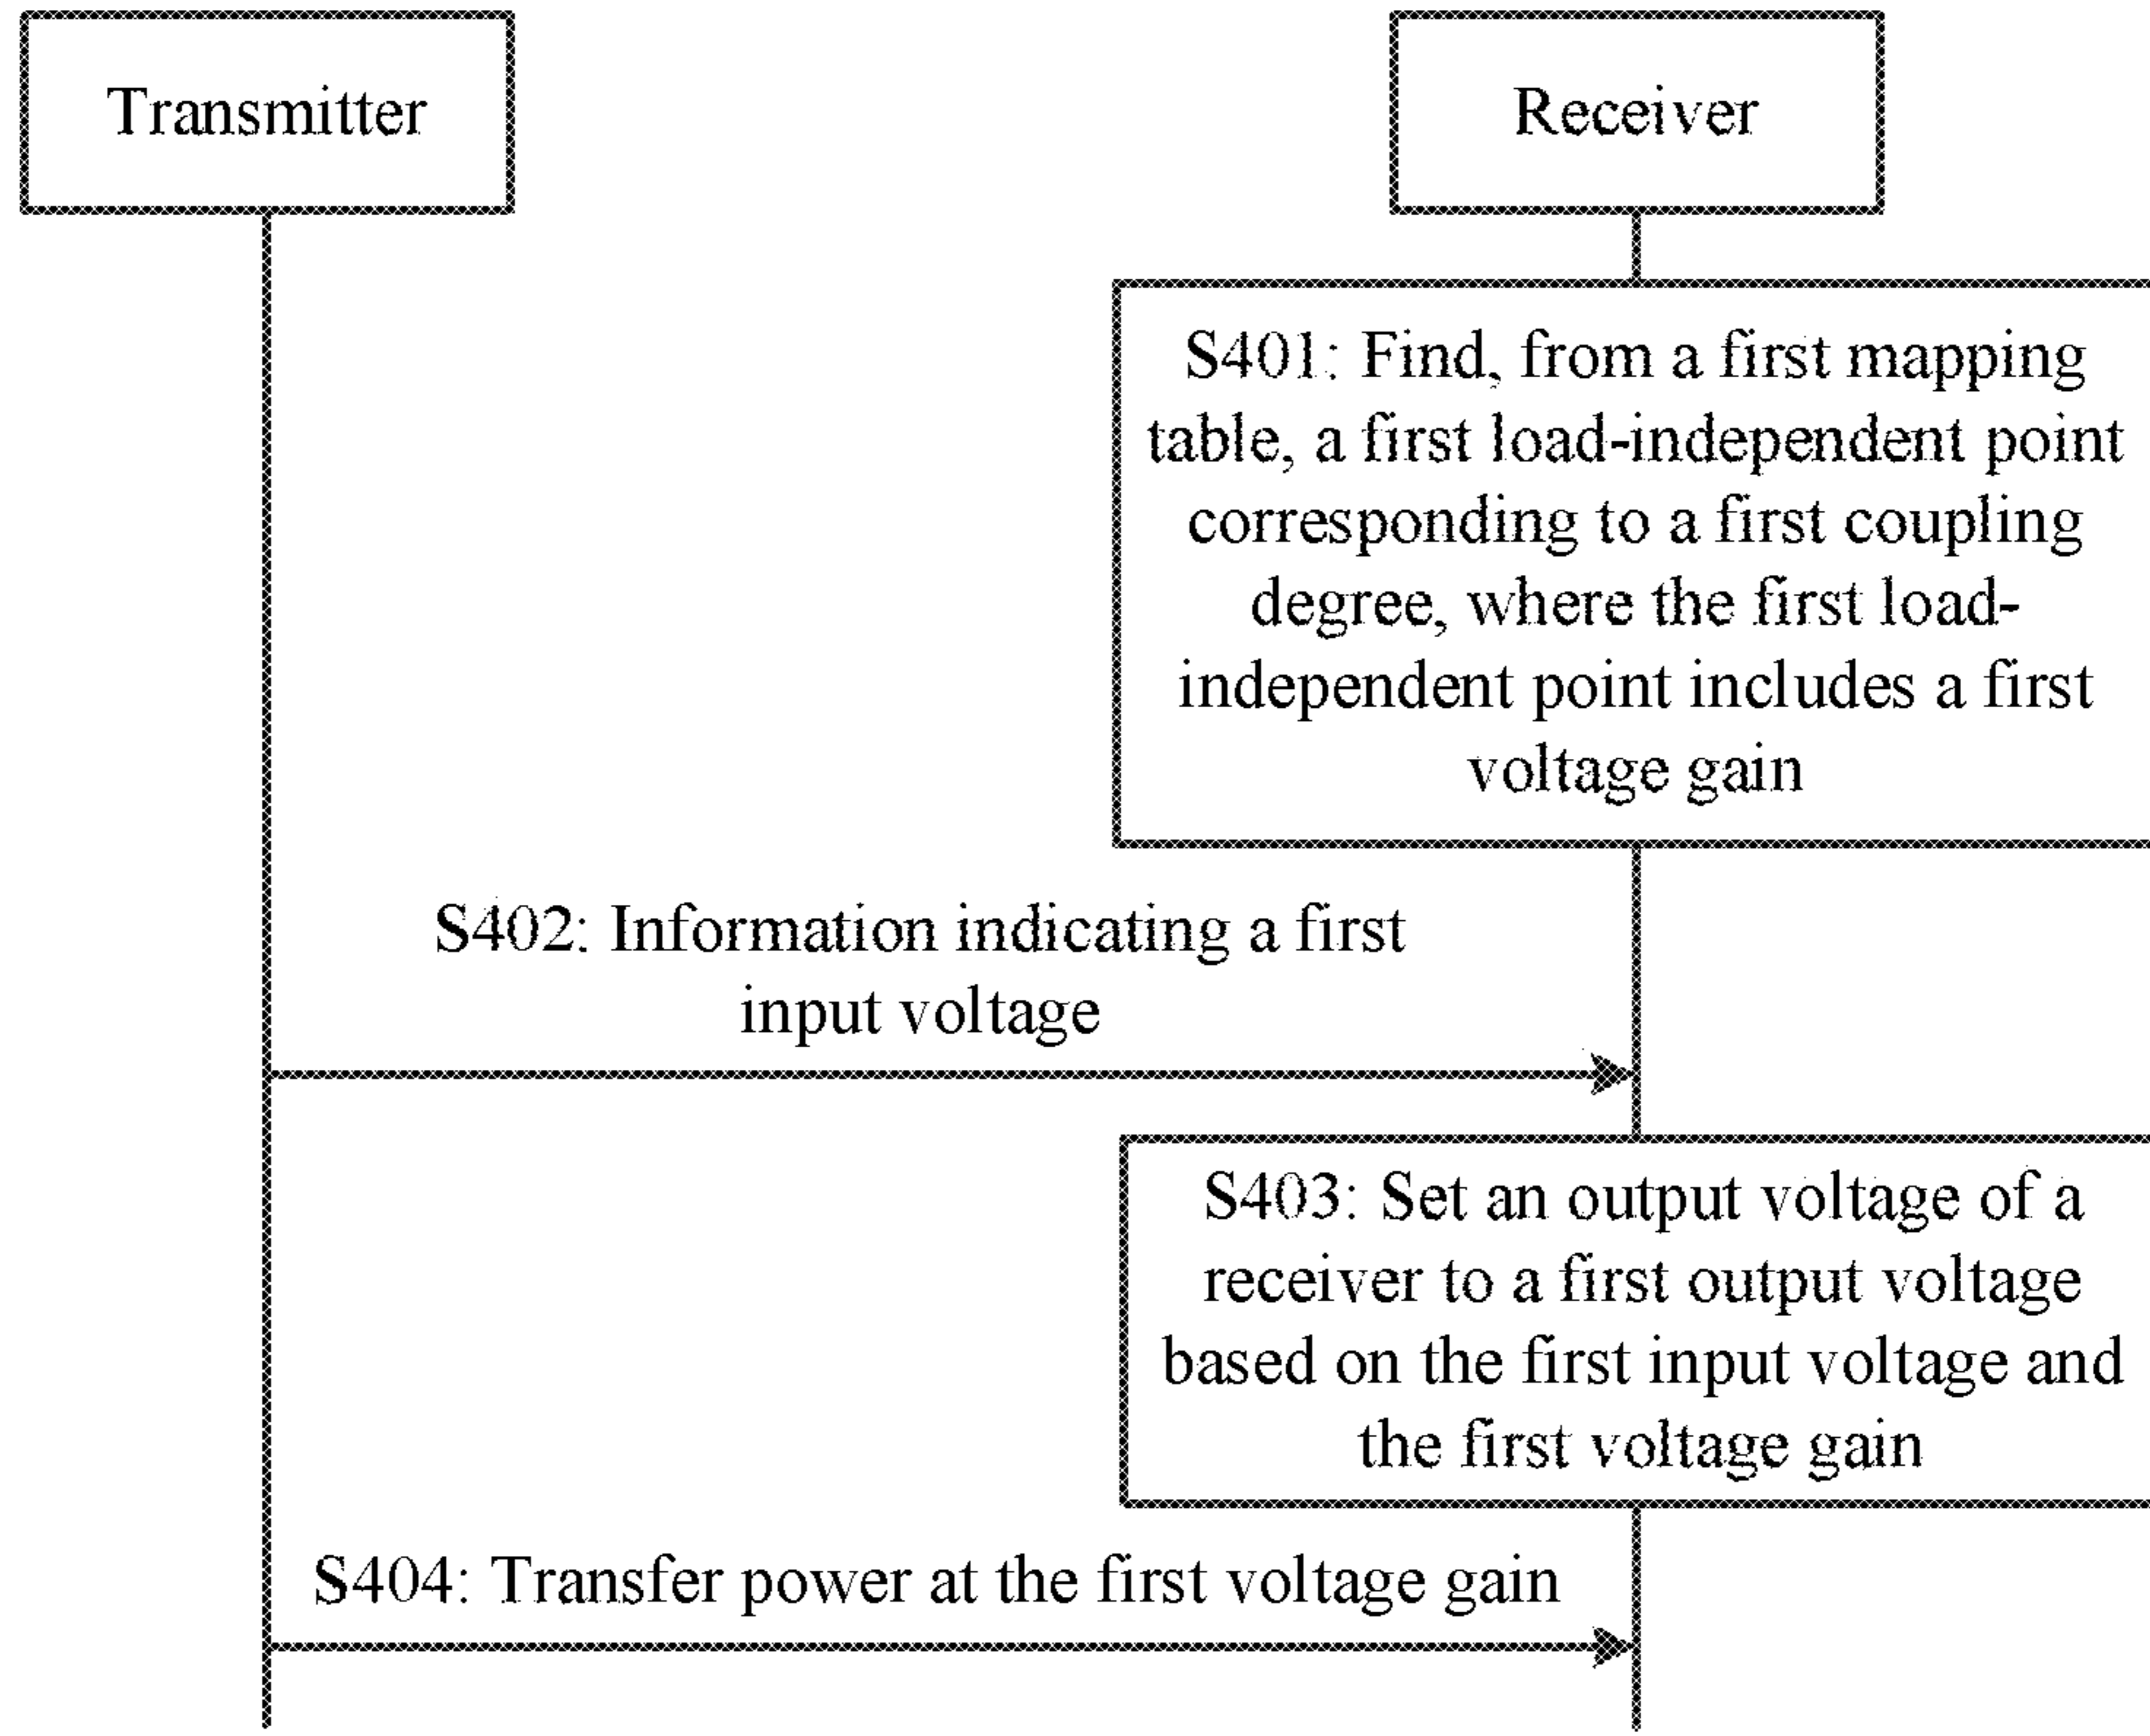 Transmitter
Receiver
S401: Find, from a first mapping
table, a first load-independent point
corresponding to a first coupling
degree, where the first load-
independent point includes a first
voltage gain
S402: Information indicating a first
input voltage
S403: Set an output voltage of a
receiver to a first output voltage
based on the first input voltage and
the first voltage gain
S404: Transfer power at the first voltage gain